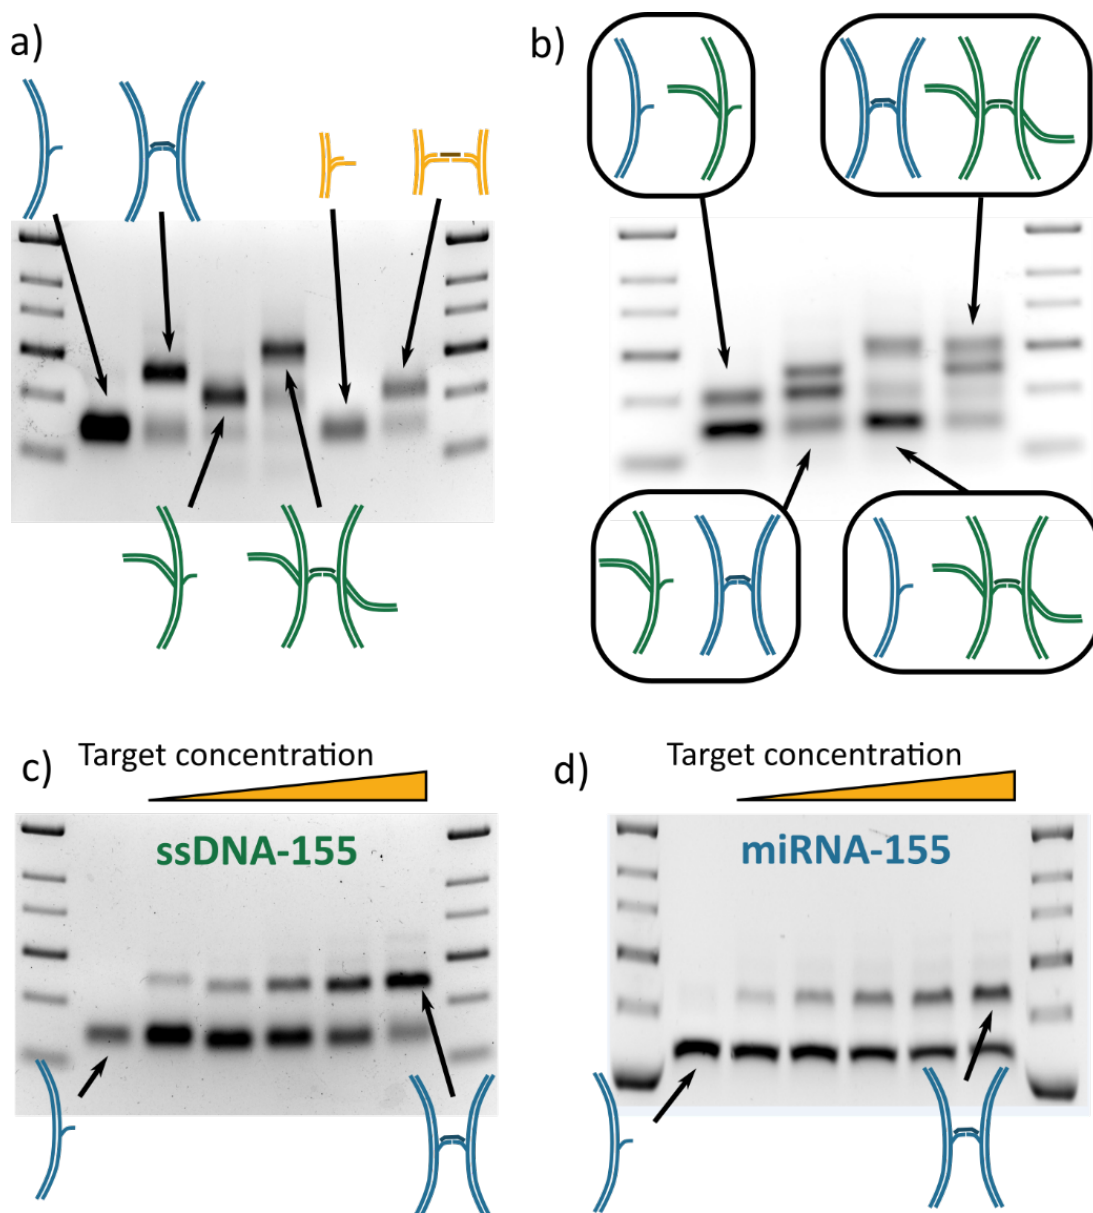 a)
b)
c)
Target concentration
ssDNA-155
d)
Target concentration
miRNA-155